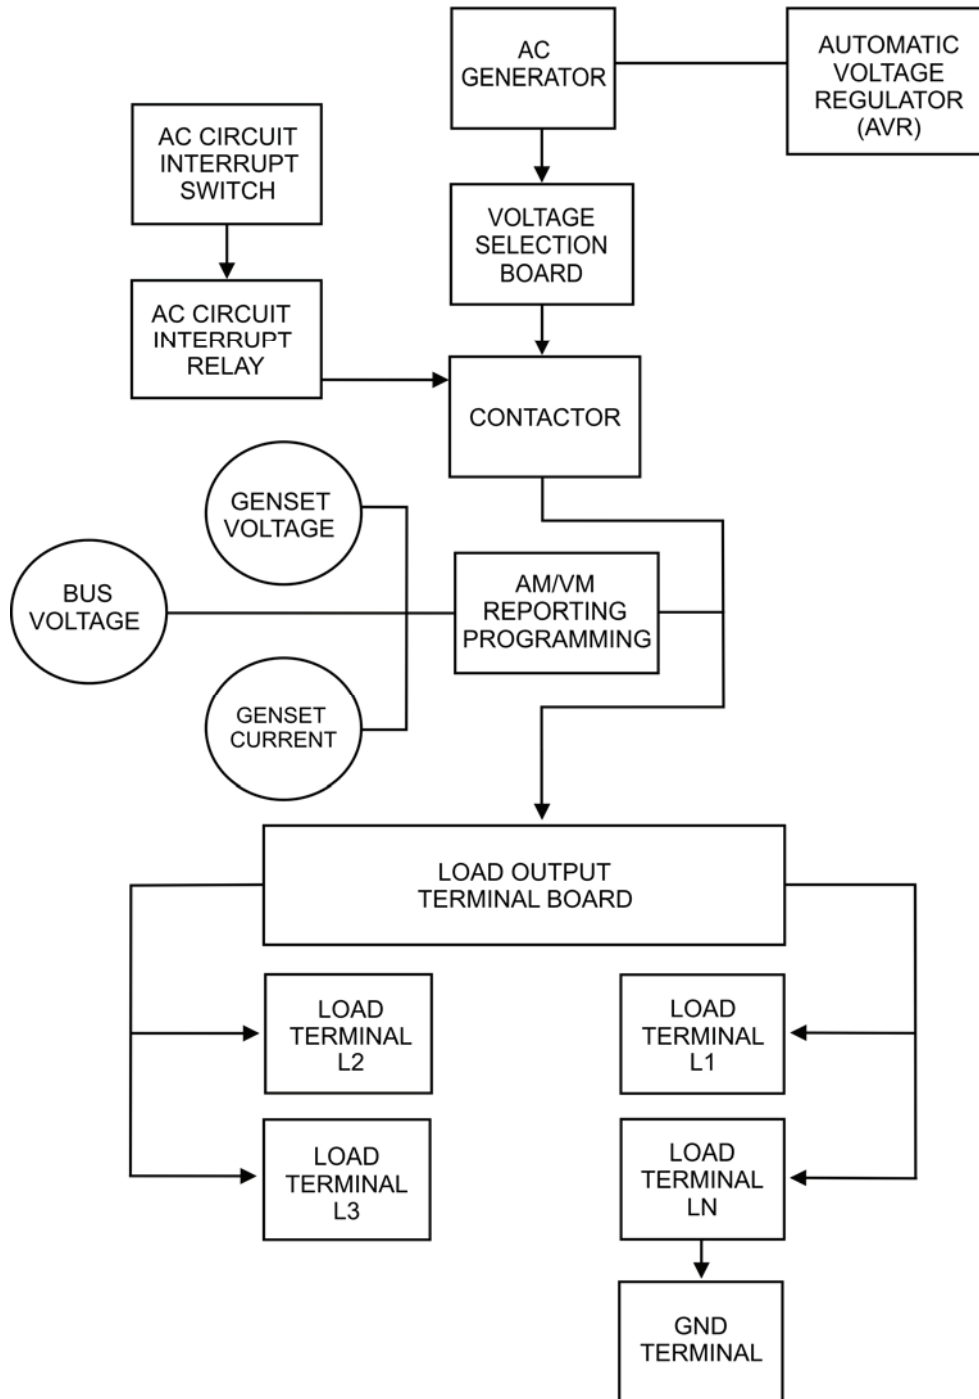 AC
GENERATOR
AUTOMATIC
VOLTAGE
REGULATOR
(AVR)
AC CIRCUIT
INTERRUPT
SWITCH
VOLTAGE
SELECTION
BOARD
AC CIRCUIT
INTERRUPT
RELAY
CONTACTOR
GENSET
VOLTAGE
BUS
VOLTAGE
AM/VM
REPORTING
PROGRAMMING
GENSET
CURRENT
LOAD OUTPUT
TERMINAL BOARD
LOAD
TERMINAL
L2
LOAD
TERMINAL
L1
LOAD
TERMINAL
L3
LOAD
TERMINAL
LN
GND
TERMINAL